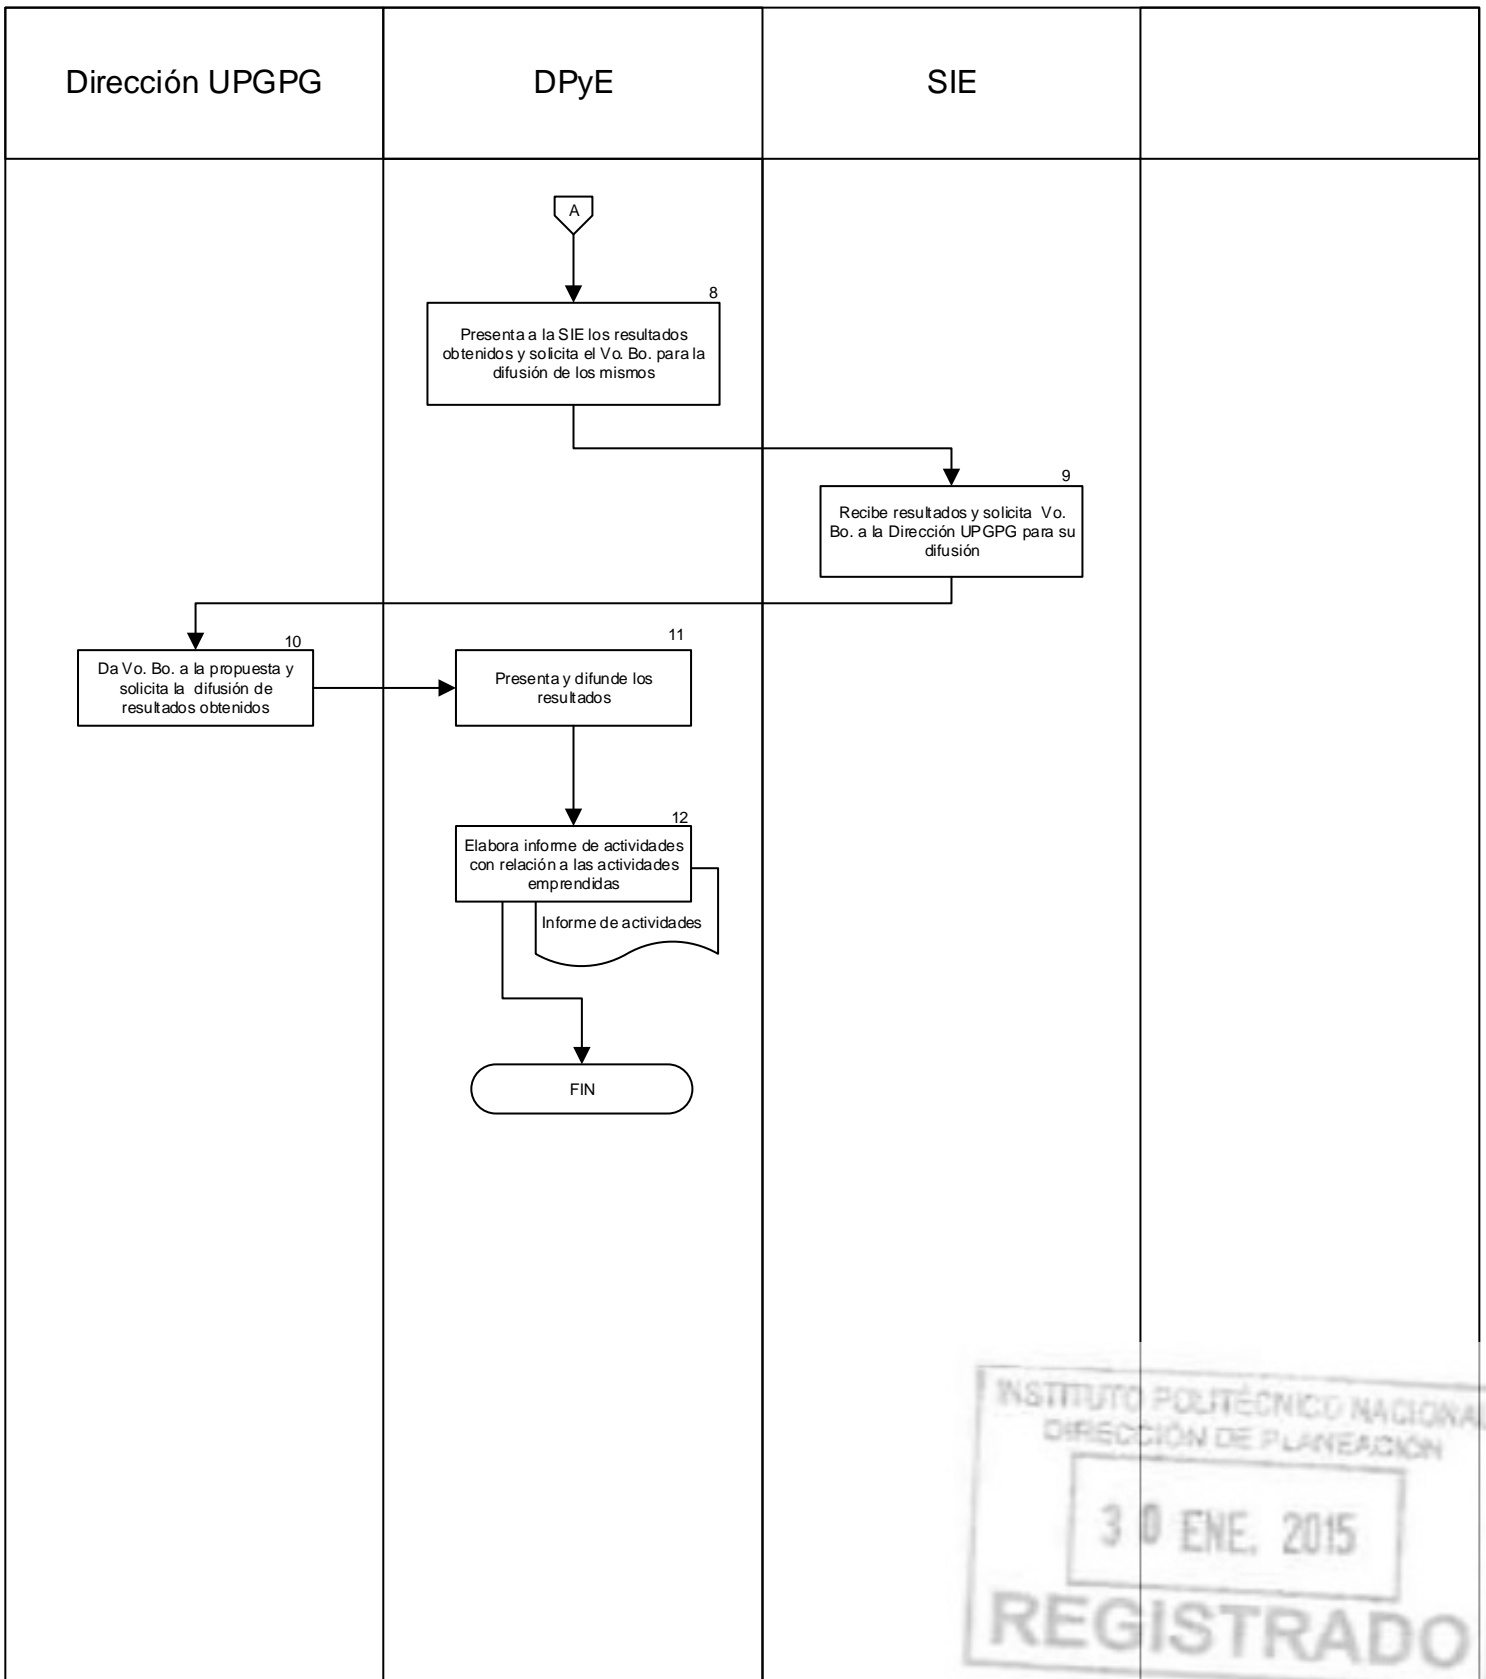 Dirección UPGPG
DPyE
SIE
A
8
Presenta a la SIE los resultados
obtenidos y solicita el Vo. Bo. para la
difusión de los mismos
9
Recibe resultados y solicita Vo.
Bo. a la Dirección UPGPG para su
difusión
10
Da Vo. Bo. a la propuesta y
solicita la difusión de
resultados obtenidos
11
Presenta y difunde los
resultados
12
Elabora informe de actividades
con relación a las actividades
emprendidas
Informe de actividades
FIN
INSTITUTO POLITÉCNICO NACIONAL
DIRECCIÓN DE PLANEACIÓN
30 ENE. 2015
REGISTRADO